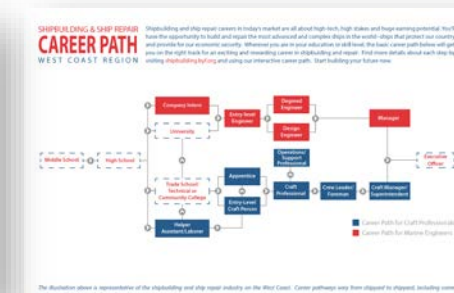 SHIPBUILDING & SHIP REPAIR
CAREER PATH
WEST COAST REGION
Shipbuilding and ship repair careers in today's market are all about high-tech, high stakes and huge earning potential. You'll
have the opportunity to build and repair the most advanced and complex ships in the world - ships that protect our country
and provide for our economic security. Wherever you are in your education or skill level, the basic career path below will get
you on the right track for an exciting and rewarding career in shipbuilding and repair. Find more details about each step by
visiting shipbuilding.byf.org and using our interactive career path. Start building your future now.
Middle School
High School
Company Intern
University
Trade School/
Technical or
Community College
Helper
Assistant/Laborer
Entry level
Engineer
Apprentice
Entry-Level
Craft Person
Degreed
Engineer
Design
Engineer
Operations/
Support
Professional
Craft
Professional
Crew Leader/
Foreman
Manager
Craft Manager/
Superintendent
Executive
Officer
Career Path for Craft Professionals
Career Path for Marine Engineers
The illustration above is representative of the shipbuilding and ship repair industry on the West Coast. Career pathways vary from shipyard to shipyard, including